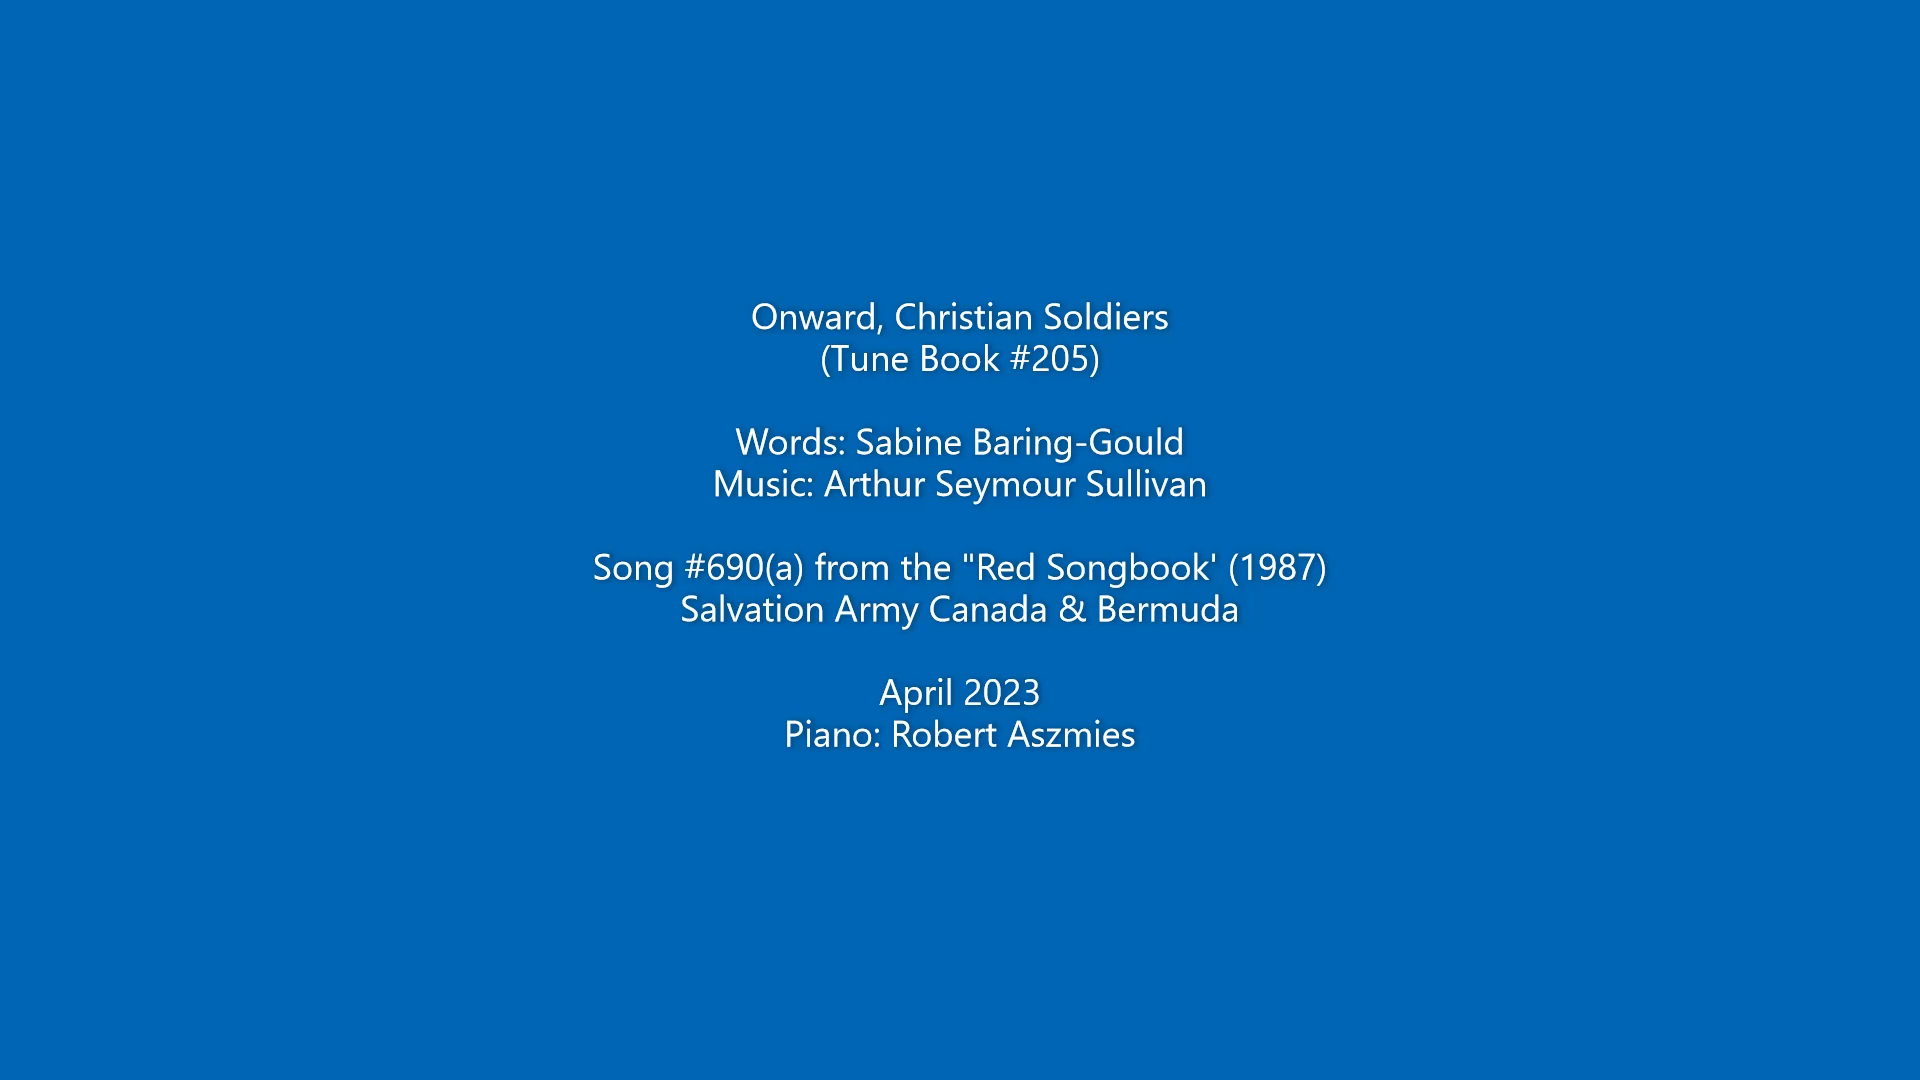 Onward, Christian Soldiers
(Tune Book #205)
Words: Sabine Baring-Gould
Music: Arthur Seymour Sullivan
Song #690(a) from the "Red Songbook' (1987)
Salvation Army Canada & Bermuda
April 2023
Piano: Robert Aszmies